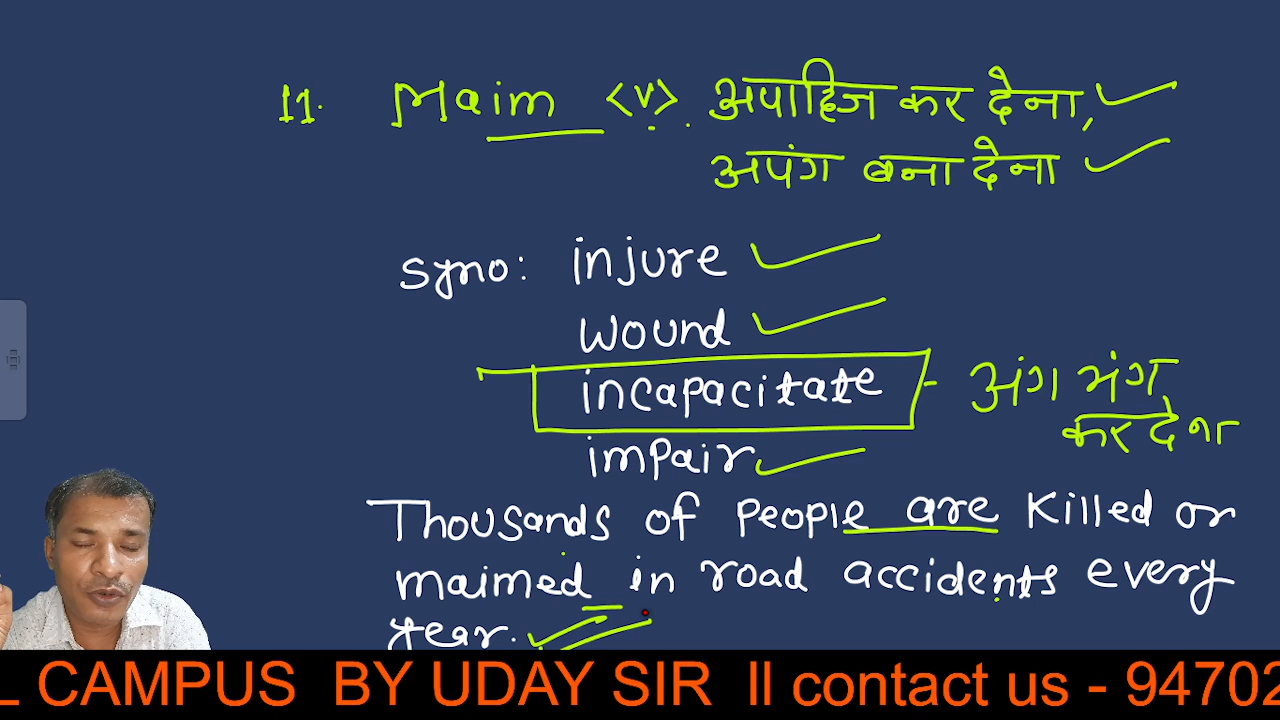 11. Maim <v> अपाहिज कर देना,
अपंग बना देना
Syno: injure
wound
incapacitate - अंग भंग
कर देना
impair
Thousands of people are killed or
maimed in road accidents every
year.
L CAMPUS BY UDAY SIR ll contact us - 94702